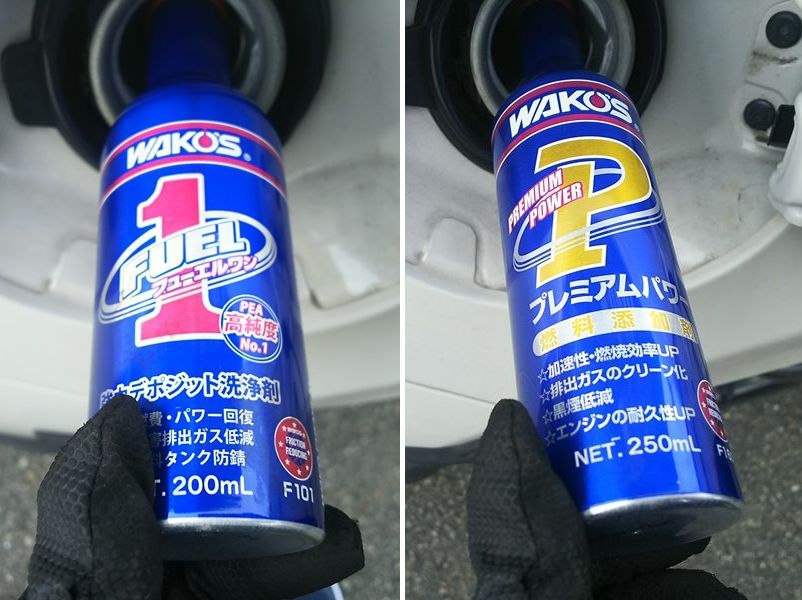 WAKO'S®
1
FUEL
フューエルワン
PEA
高純度
No.1
デポジット洗浄剤
費・パワー回復
排出ガス低減
タンク防錆
200mL
WAKO'S
FRICTION
REDUCING
F101
WAKO'S®
P
PREMIUM
POWER
プレミアムパワー
燃料添加剤
☆加速性・燃焼効率UP
☆排出ガスのクリーン化
☆黒煙低減
☆エンジンの耐久性UP
NET. 250mL